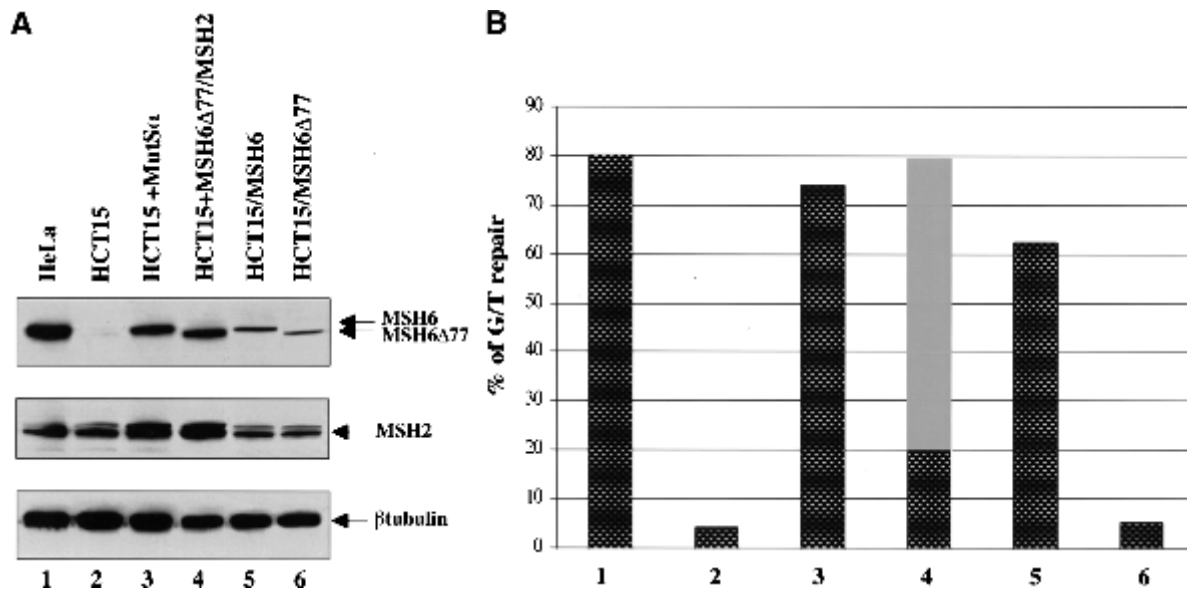 A
HeLa
HCT15
HCT15 +MutSα
HCT15+MSH6Δ77/MSH2
HCT15/MSH6
HCT15/MSH6Δ77
MSH6
MSH6Δ77
MSH2
βtubulin
1 2 3 4 5 6
B
% of G/T repair
90
80
70
60
50
40
30
20
10
0
1 2 3 4 5 6